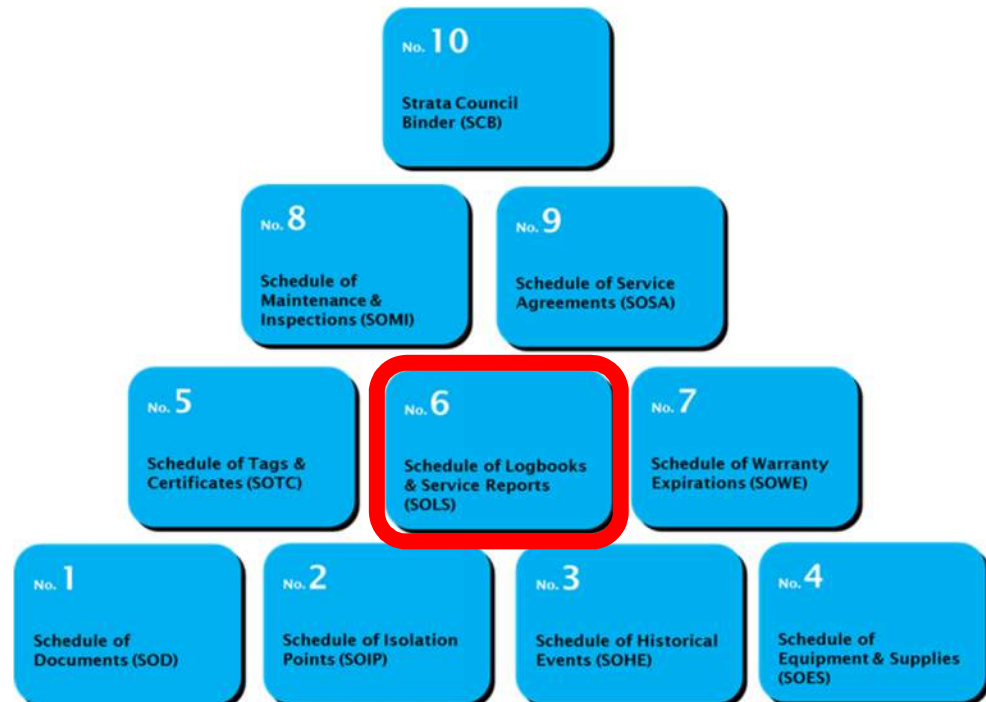 No. 10
Strata Council
Binder (SCB)
No. 8
Schedule of
Maintenance &
Inspections (SOMI)
No. 9
Schedule of Service
Agreements (SOSA)
No. 5
Schedule of Tags &
Certificates (SOTC)
No. 6
Schedule of Logbooks
& Service Reports
(SOLS)
No. 7
Schedule of Warranty
Expirations (SOWE)
No. 1
Schedule of
Documents (SOD)
No. 2
Schedule of Isolation
Points (SOIP)
No. 3
Schedule of Historical
Events (SOHE)
No. 4
Schedule of
Equipment & Supplies
(SOES)